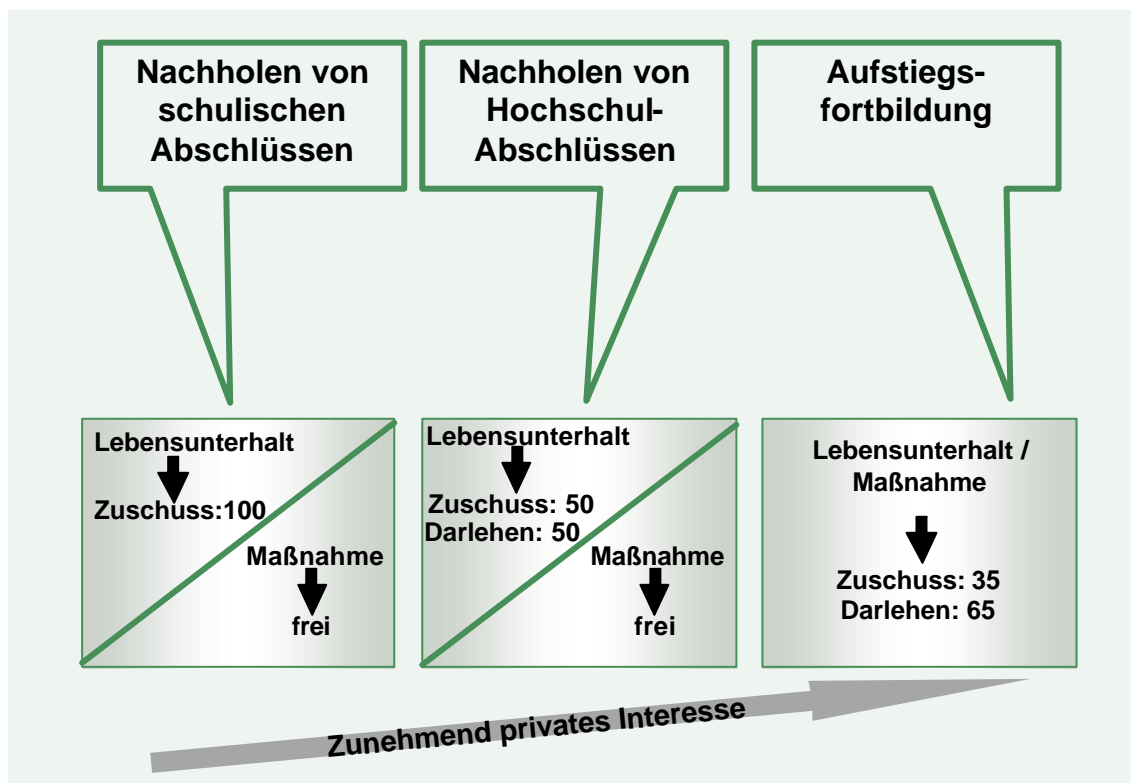 Nachholen von
schulischen
Abschlüssen
Nachholen von
Hochschul-
Abschlüssen
Aufstiegs-
fortbildung
Lebensunterhalt
Zuschuss:100
Maßnahme
frei
Lebensunterhalt
Zuschuss: 50
Darlehen: 50
Maßnahme
frei
Lebensunterhalt /
Maßnahme
Zuschuss: 35
Darlehen: 65
Zunehmend privates Interesse